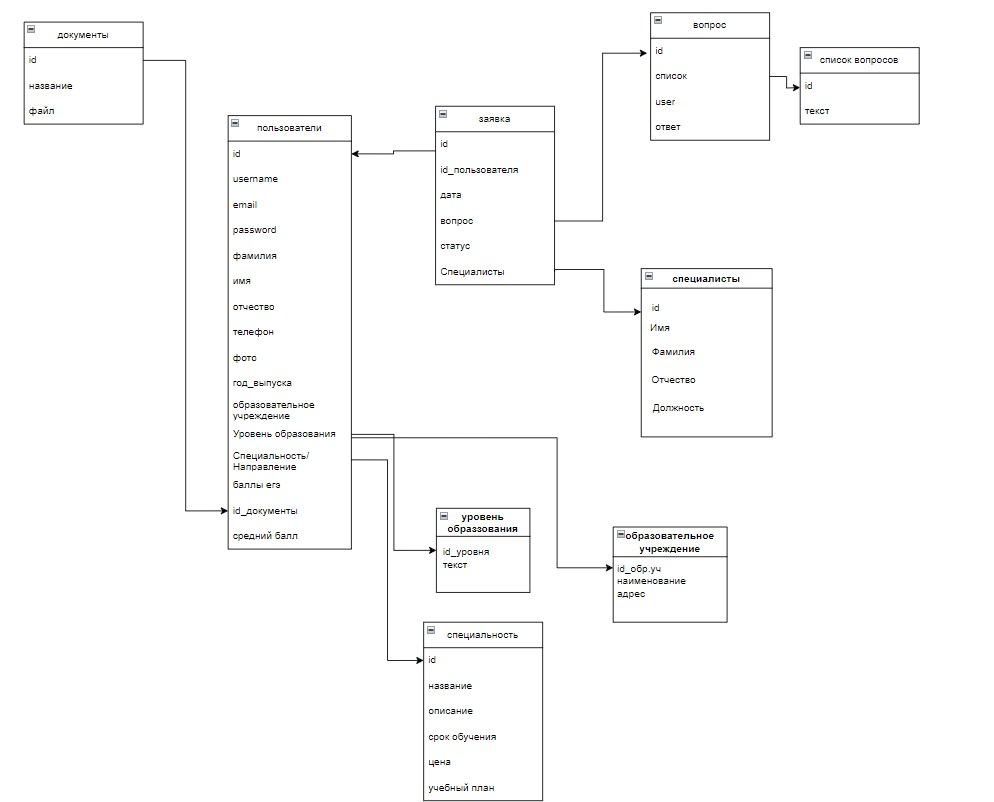 документы
id
название
файл
пользователи
id
username
email
password
фамилия
имя
отчество
телефон
фото
год_выпуска
образовательное
учреждение
Уровень образования
Специальность/
Направление
баллы егэ
id_документы
средний балл
заявка
id
id_пользователя
дата
вопрос
статус
Специалисты
вопрос
id
список
user
ответ
список вопросов
id
текст
специалисты
id
Имя
Фамилия
Отчество
Должность
уровень
образзования
id_уровня
текст
образовательное
учреждение
id_обр.уч
наименование
адрес
специальность
id
название
описание
срок обучения
цена
учебный план